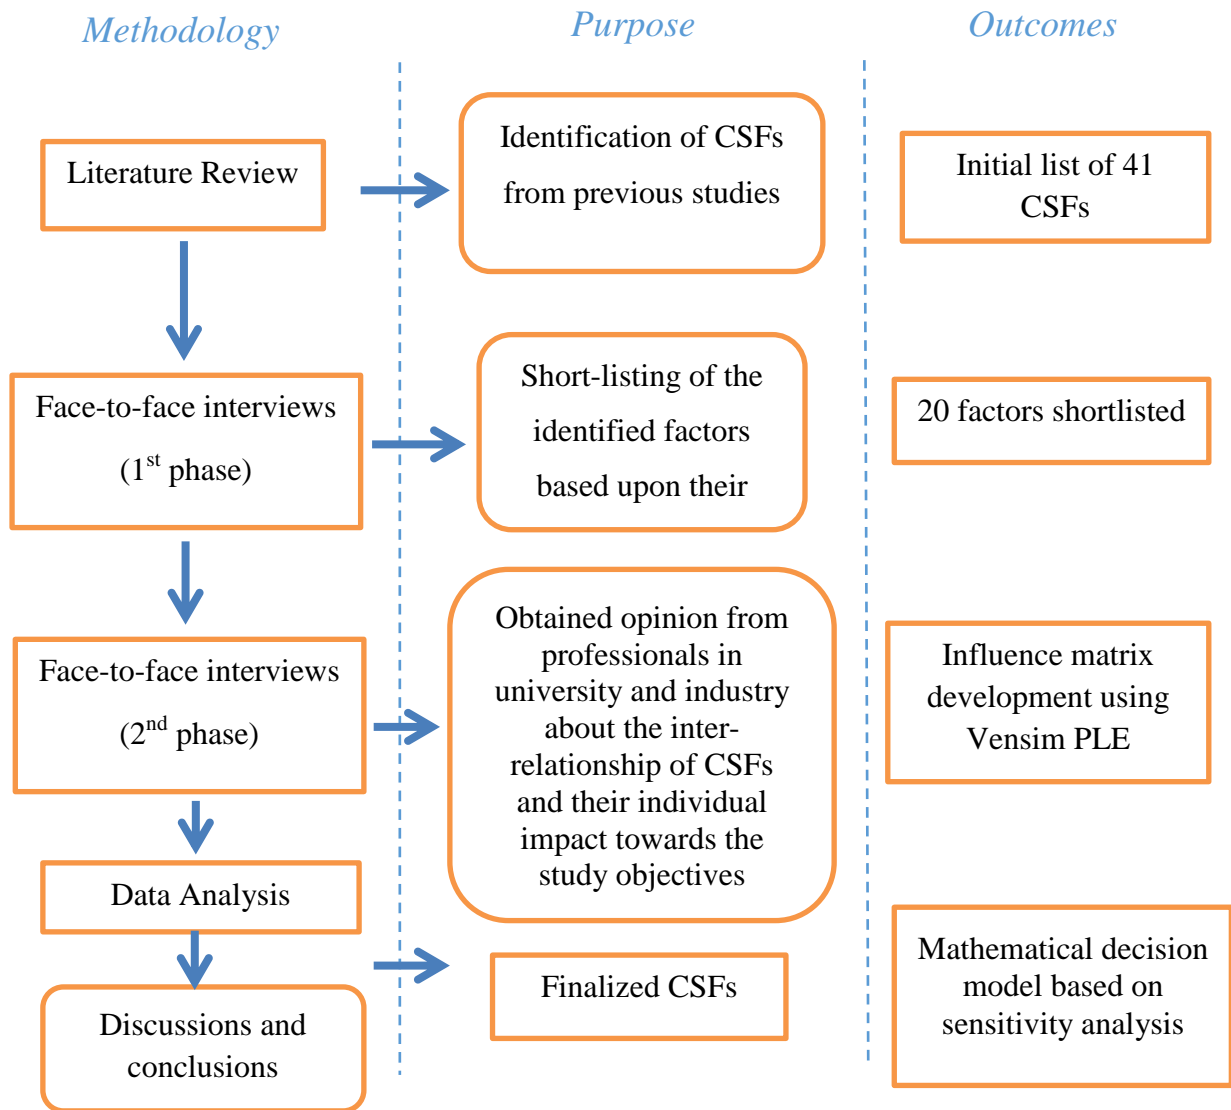 Methodology
Purpose
Outcomes
Literature Review
Identification of CSFs
from previous studies
Initial list of 41
CSFs
Face-to-face interviews
(1st phase)
Short-listing of the
identified factors
based upon their
20 factors shortlisted
Face-to-face interviews
(2nd phase)
Obtained opinion from
professionals in
university and industry
about the inter-
relationship of CSFs
and their individual
impact towards the
study objectives
Influence matrix
development using
Vensim PLE
Data Analysis
Finalized CSFs
Mathematical decision
model based on
sensitivity analysis
Discussions and
conclusions